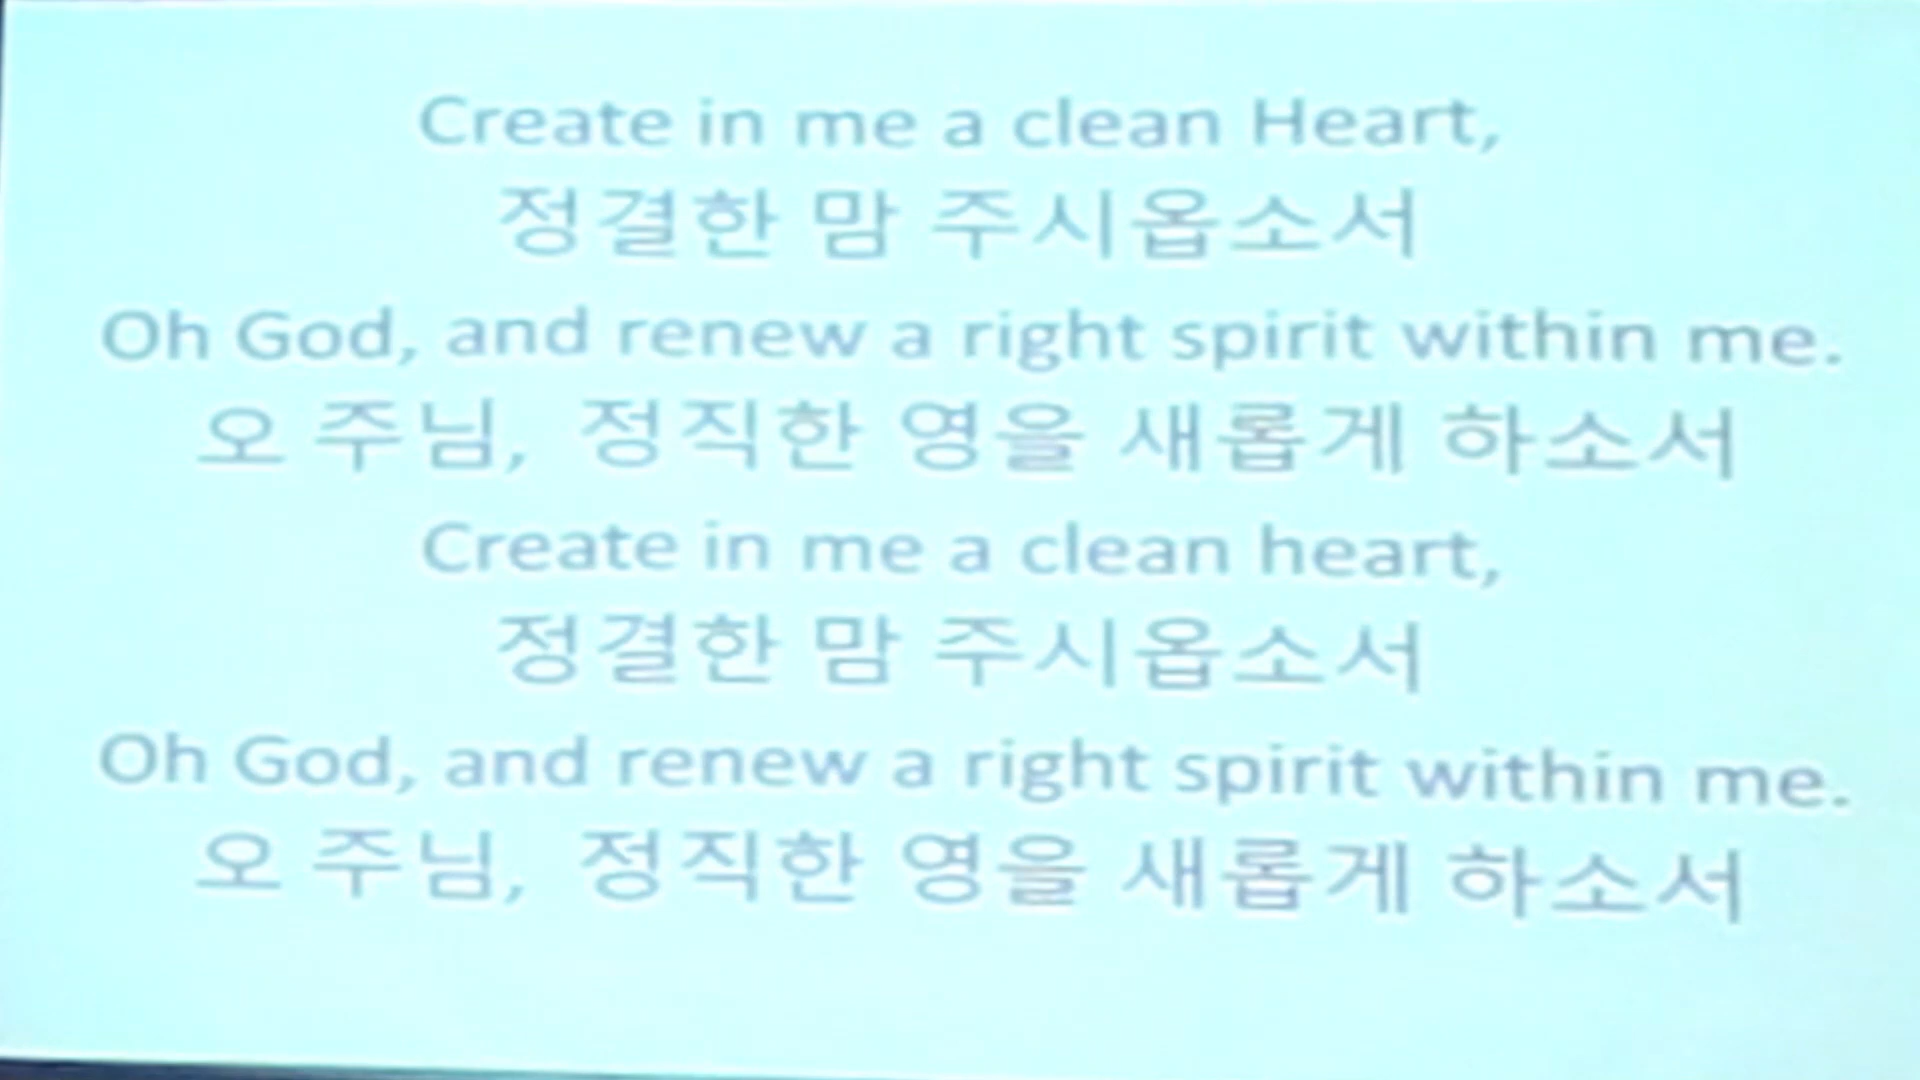 Create in me a clean Heart,
정결한 맘 주시옵소서
Oh God, and renew a right spirit within me.
오 주님, 정직한 영을 새롭게 하소서
Create in me a clean heart,
정결한 맘 주시옵소서
Oh God, and renew a right spirit within me.
오 주님, 정직한 영을 새롭게 하소서